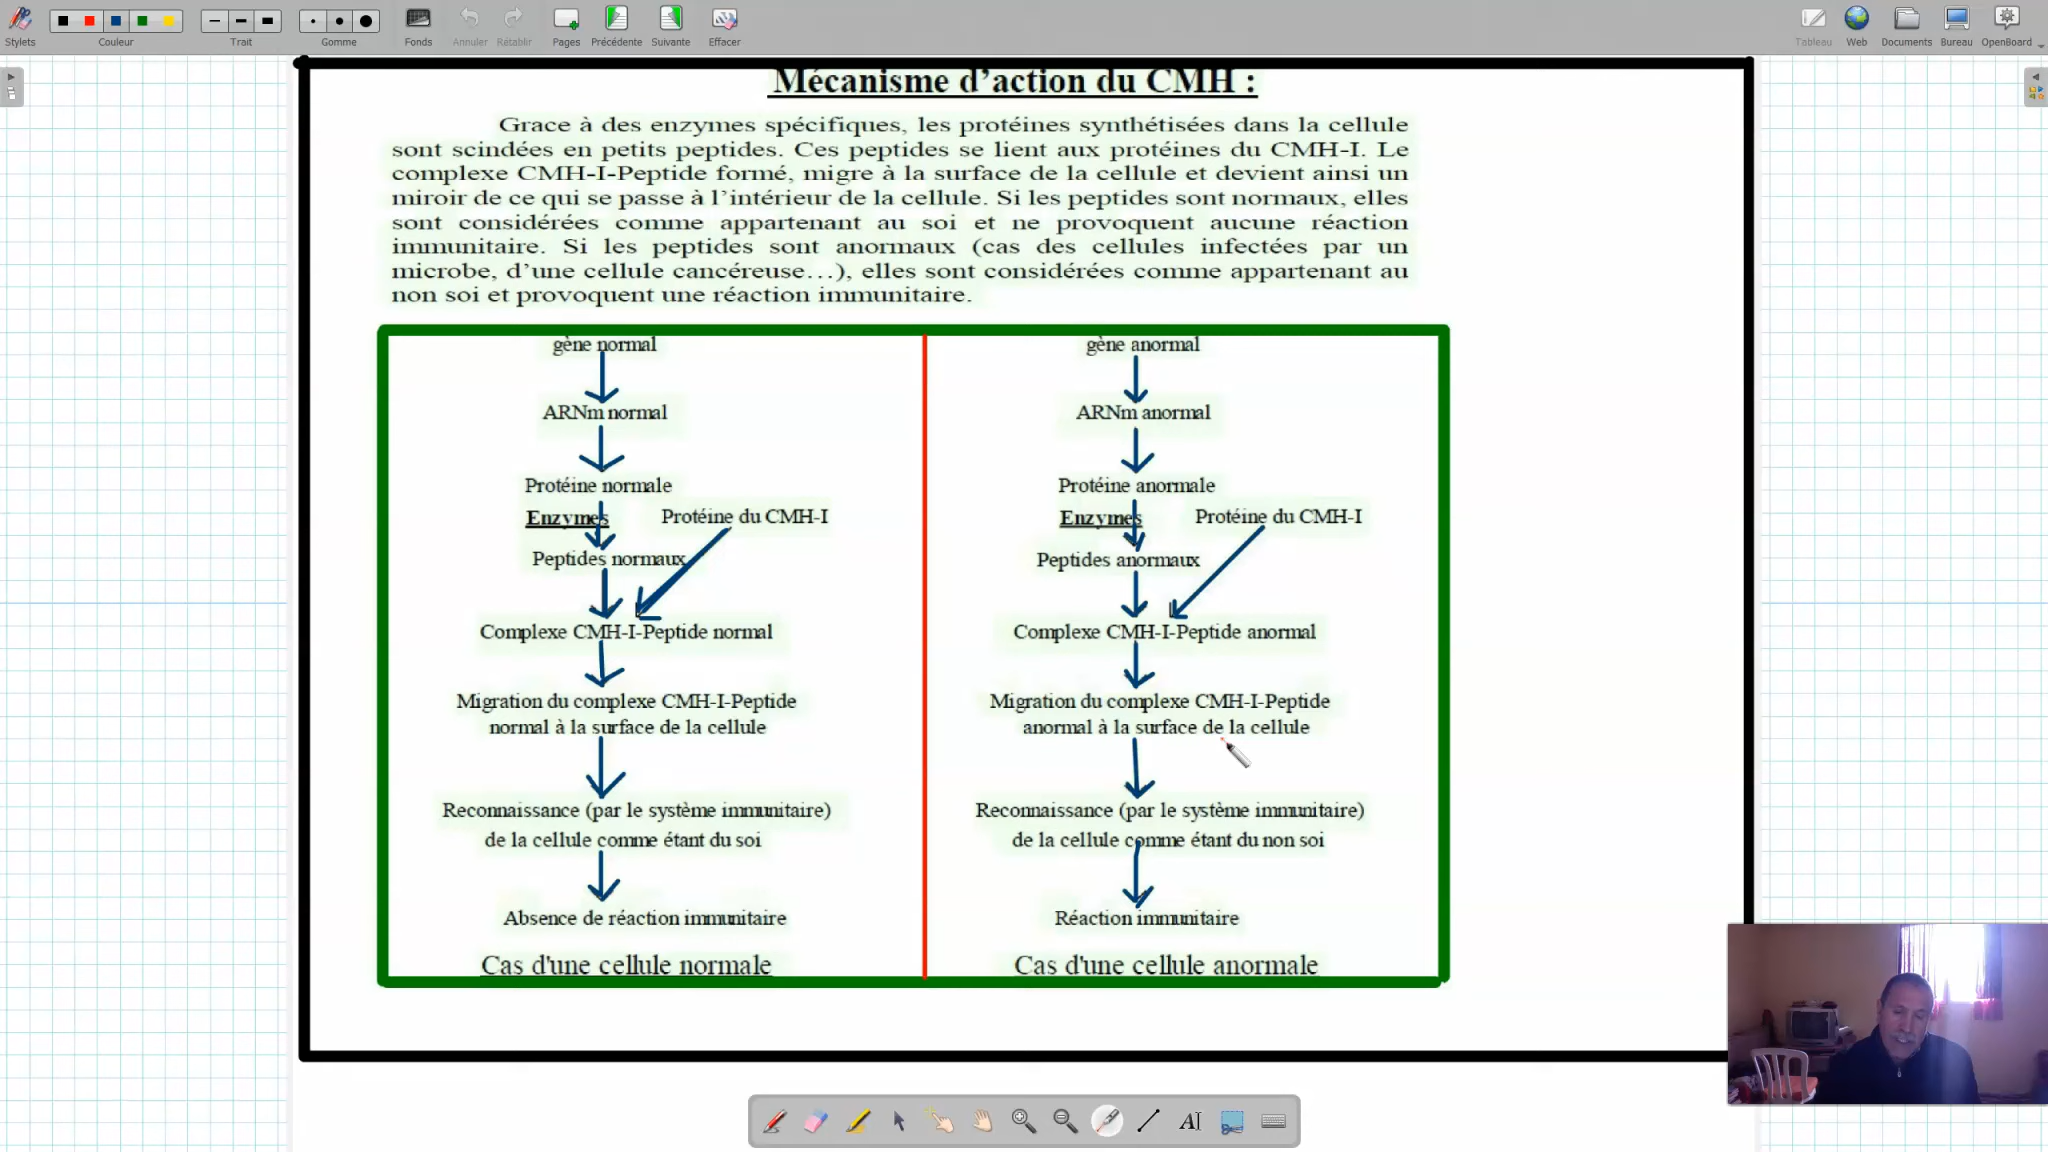 Stylets
Couleur
Trait
Gomme
Fonds
Annuler
Rétablir
Pages
Précédente
Suivante
Effacer
Tableau
Web
Documents
Bureau
OpenBoard
Mécanisme d’action du CMH :
Grace à des enzymes spécifiques, les protéines synthétisées dans la cellule
sont scindées en petits peptides. Ces peptides se lient aux protéines du CMH-I. Le
complexe CMH-I-Peptide formé, migre à la surface de la cellule et devient ainsi un
miroir de ce qui se passe à l’intérieur de la cellule. Si les peptides sont normaux, elles
sont considérées comme appartenant au soi et ne provoquent aucune réaction
immunitaire. Si les peptides sont anormaux (cas des cellules infectées par un
microbe, d’une cellule cancéreuse…), elles sont considérées comme appartenant au
non soi et provoquent une réaction immunitaire.
gène normal
ARNm normal
Protéine normale
Enzymes
Protéine du CMH-I
Peptides normaux
Complexe CMH-I-Peptide normal
Migration du complexe CMH-I-Peptide
normal à la surface de la cellule
Reconnaissance (par le système immunitaire)
de la cellule comme étant du soi
Absence de réaction immunitaire
Cas d'une cellule normale
gène anormal
ARNm anormal
Protéine anormale
Enzymes
Protéine du CMH-I
Peptides anormaux
Complexe CMH-I-Peptide anormal
Migration du complexe CMH-I-Peptide
anormal à la surface de la cellule
Reconnaissance (par le système immunitaire)
de la cellule comme étant du non soi
Réaction immunitaire
Cas d'une cellule anormale